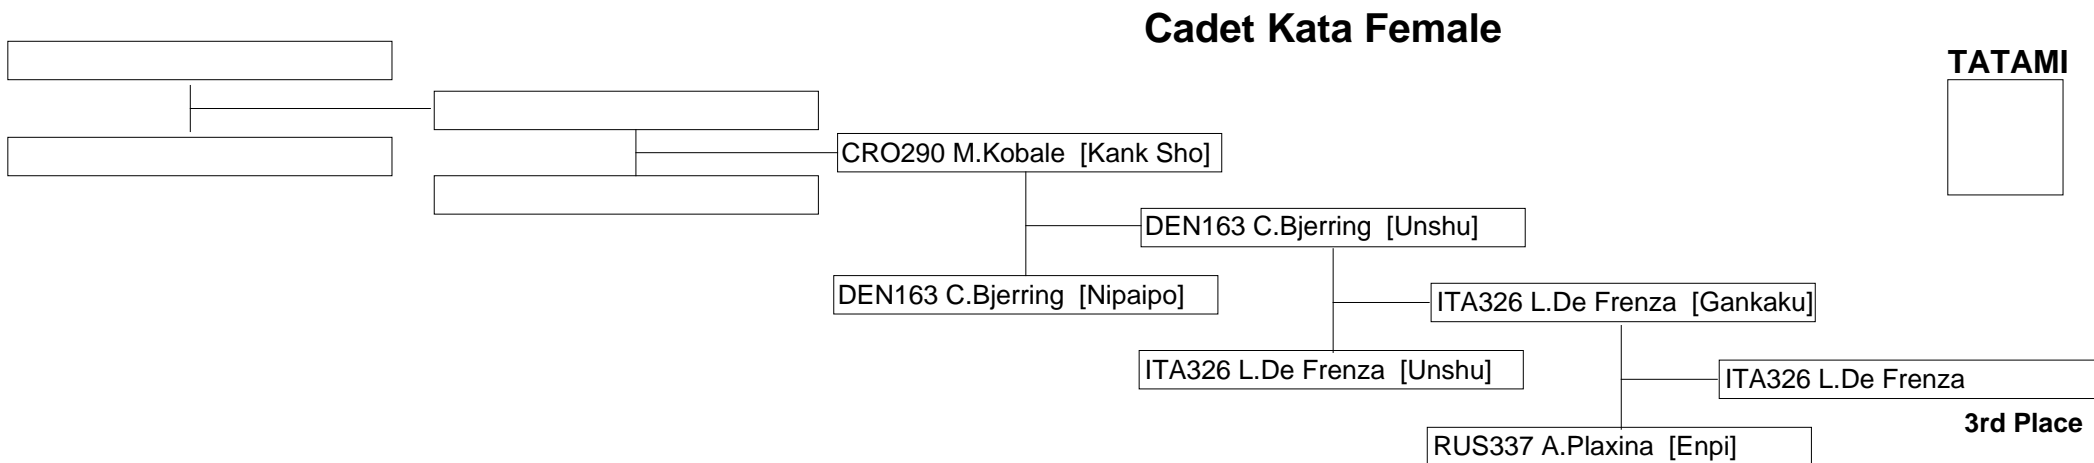 Cadet Kata Female
TATAMI
CRO290 M.Kobale [Kank Sho]
DEN163 C.Bjerring [Unshu]
DEN163 C.Bjerring [Nipaipo]
ITA326 L.De Frenza [Gankaku]
ITA326 L.De Frenza [Unshu]
ITA326 L.De Frenza
3rd Place
RUS337 A.Plaxina [Enpi]